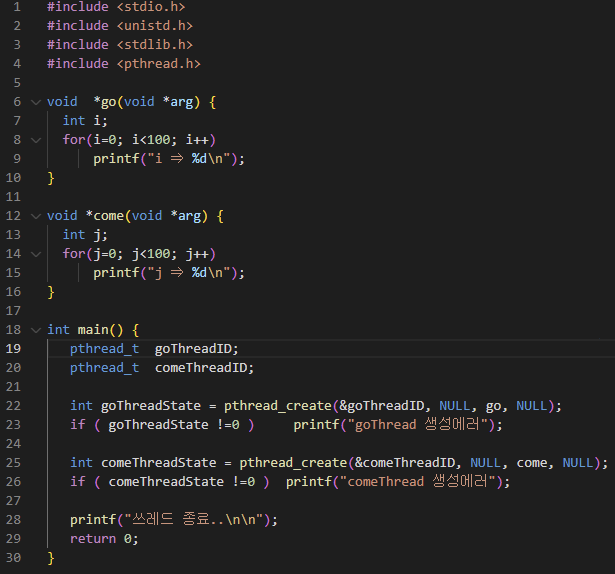 1 #include <stdio.h>
2 #include <unistd.h>
3 #include <stdlib.h>
4 #include <pthread.h>
5
6 void  *go(void *arg) {
7   int i;
8   for(i=0; i<100; i++)
9       printf("i => %d\n");
10 }
11
12 void *come(void *arg) {
13   int j;
14   for(j=0; j<100; j++)
15       printf("j => %d\n");
16 }
17
18 int main() {
19    pthread_t  goThreadID;
20    pthread_t  comeThreadID;
21
22    int goThreadState = pthread_create(&goThreadID, NULL, go, NULL);
23    if ( goThreadState !=0 )     printf("goThread 생성에러");
24
25    int comeThreadState = pthread_create(&comeThreadID, NULL, come, NULL);
26    if ( comeThreadState !=0 )  printf("comeThread 생성에러");
27
28    printf("쓰레드 종료..\n\n");
29    return 0;
30 }